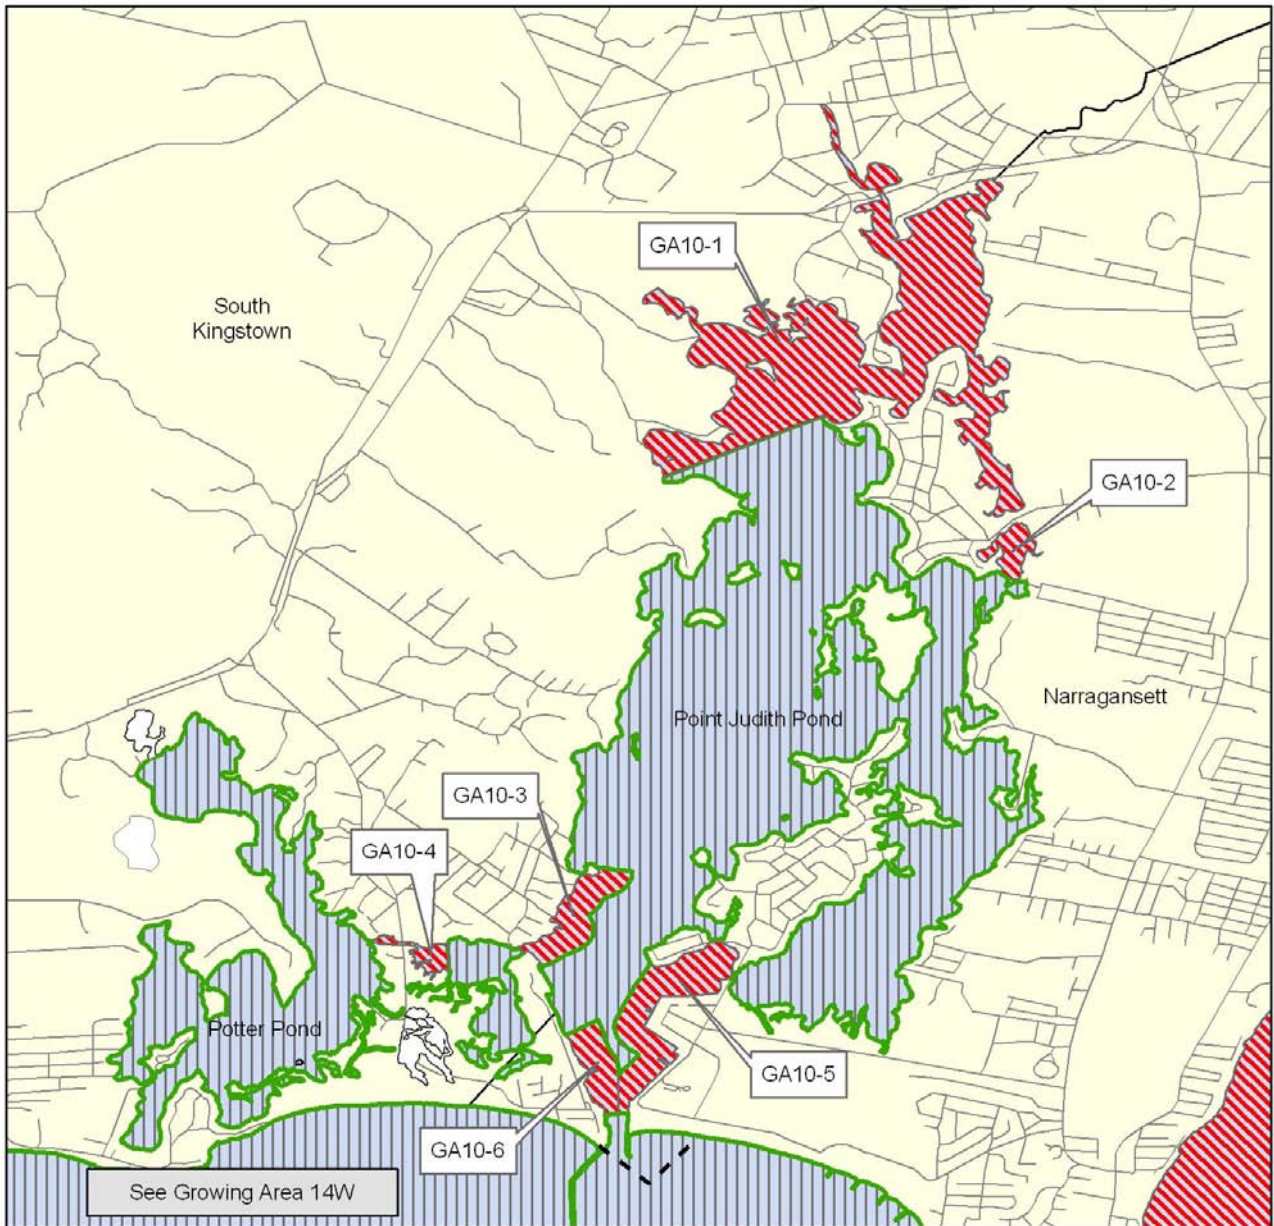 GA10-1
South
Kingstown
GA10-2
Narragansett
Point Judith Pond
GA10-3
GA10-4
Potter Pond
GA10-5
GA10-6
See Growing Area 14W